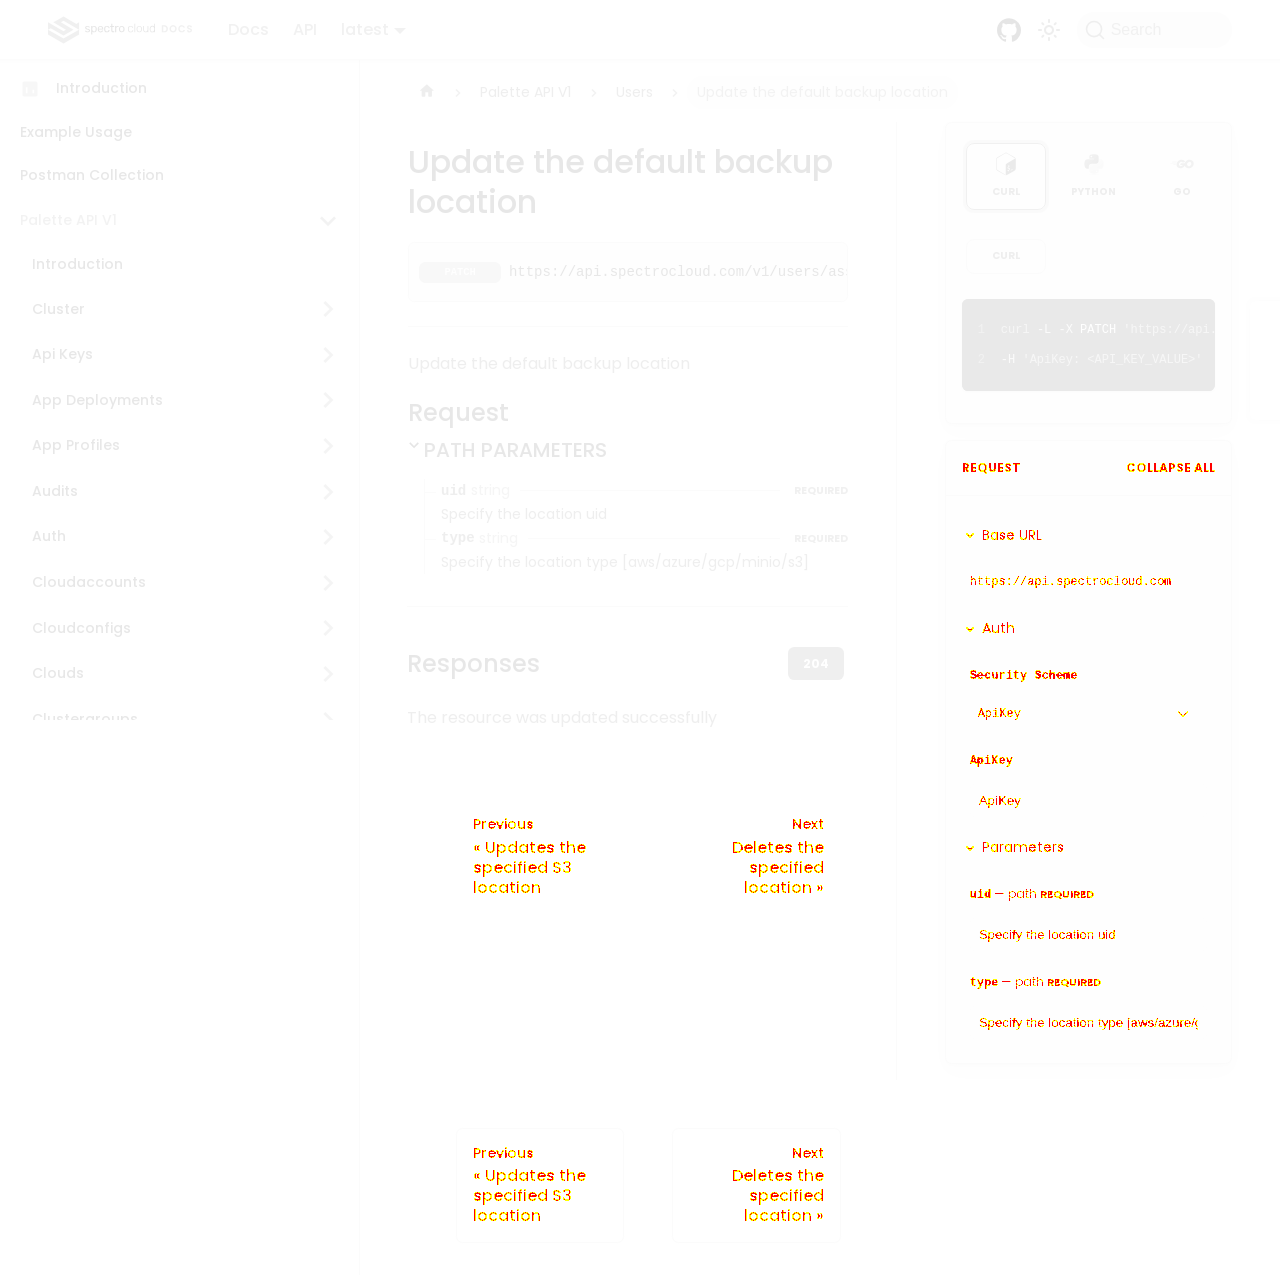 spectro cloud DOCS
Docs
API
latest
Search
Introduction
Example Usage
Postman Collection
Palette API V1
Introduction
Cluster
Api Keys
App Deployments
App Profiles
Audits
Auth
Cloudaccounts
Cloudconfigs
Clouds
Clustergroups
Palette API V1
Users
Update the default backup location
Update the default backup
location
PATCH https://api.spectrocloud.com/v1/users/as
Update the default backup location
Request
PATH PARAMETERS
uid string REQUIRED
Specify the location uid
type string REQUIRED
Specify the location type [aws/azure/gcp/minio/s3]
Responses
204
The resource was updated successfully
Previous
« Updates the
specified S3
location
Next
Deletes the
specified
location »
Previous
« Updates the
specified S3
location
Next
Deletes the
specified
location »
CURL
PYTHON
GO
CURL
1 curl -L -X PATCH 'https://api.
2 -H 'ApiKey: <API_KEY_VALUE>'
REQUEST
COLLAPSE ALL
Base URL
https://api.spectrocloud.com
Auth
Security Scheme
ApiKey
ApiKey
ApiKey
Parameters
uid — path REQUIRED
Specify the location uid
type — path REQUIRED
Specify the location type [aws/azure/g